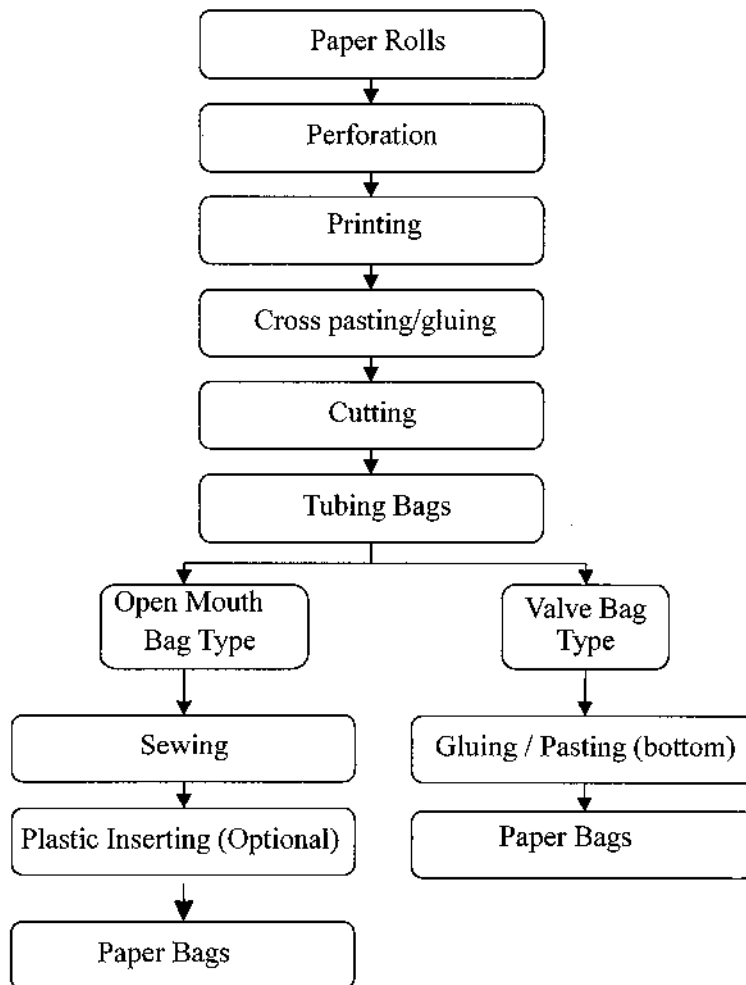 Paper Rolls
Perforation
Printing
Cross pasting/gluing
Cutting
Tubing Bags
Open Mouth
Bag Type
Valve Bag
Type
Sewing
Gluing / Pasting (bottom)
Plastic Inserting (Optional)
Paper Bags
Paper Bags